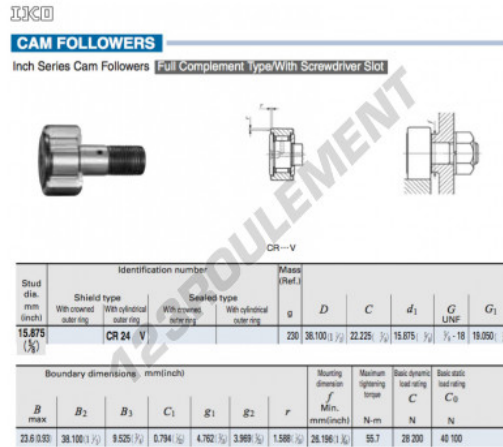 IKO
CAM FOLLOWERS
Inch Series Cam Followers Full Complement Type/With Screwdriver Slot
CR···V
123ROULEMENT
Stud dia. mm (inch)
Identification number
Mass (Ref.) g
Shield type
Sealed type
With crowned outer ring
With cylindrical outer ring
With crowned outer ring
With cylindrical outer ring
D C d1 G UNF G1
15.875 (5/8) CR 24 V 230 38.100(1 1/2) 22.225( 7/8) 15.875( 5/8) 5/8 - 18 19.050(
Boundary dimensions mm(inch)
Mounting dimension f Min. mm(inch)
Maximum tightening torque N-m
Basic dynamic load rating C N
Basic static load rating C0 N
B max B2 B3 C1 g1 g2 r
23.6(0.93) 38.100(1 1/2) 9.525(3/8) 0.794(1/32) 4.762(3/16) 3.969(5/32) 1.588(1/16) 26.196(1 1/32) 55.7 28 200 40 100